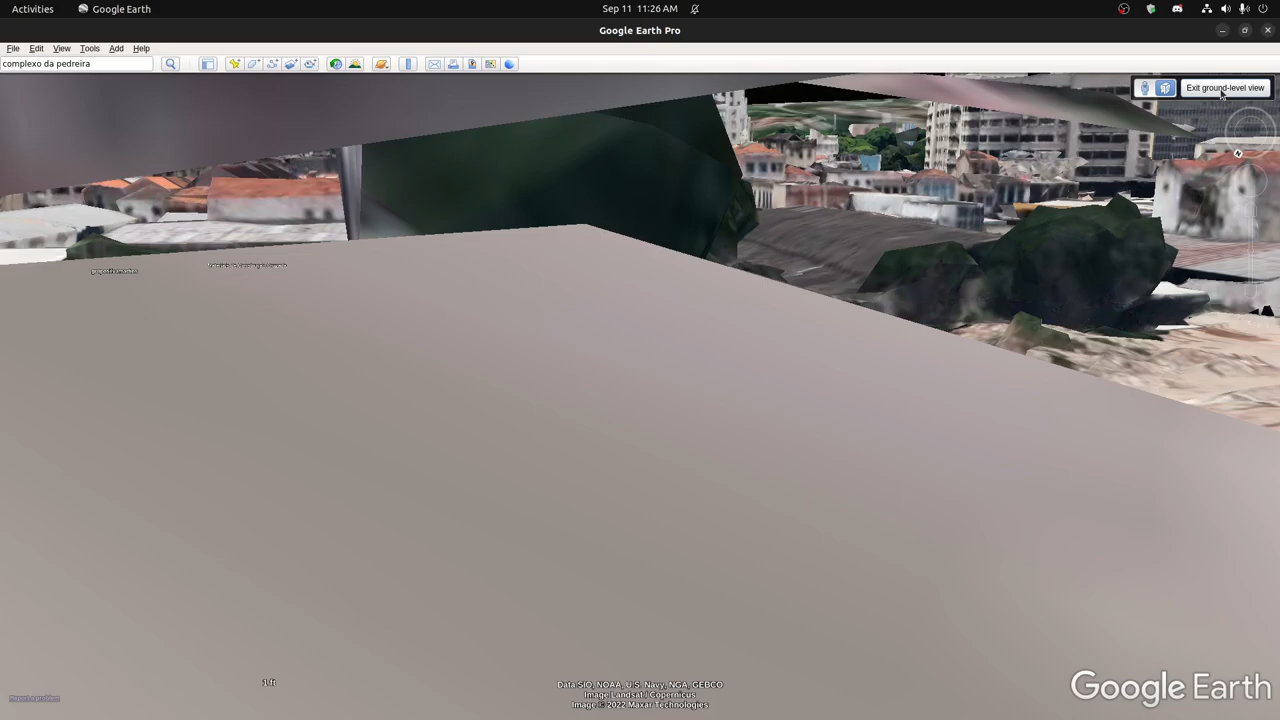 Activities
Google Earth
Sep 11 11:26 AM
Google Earth Pro
File Edit View Tools Add Help
complexo da pedreira
Exit ground-level view
1 ft
Data SIO, NOAA, U.S. Navy, NGA, GEBCO
Image Landsat / Copernicus
Image © 2022 Maxar Technologies
Report a problem
Google Earth